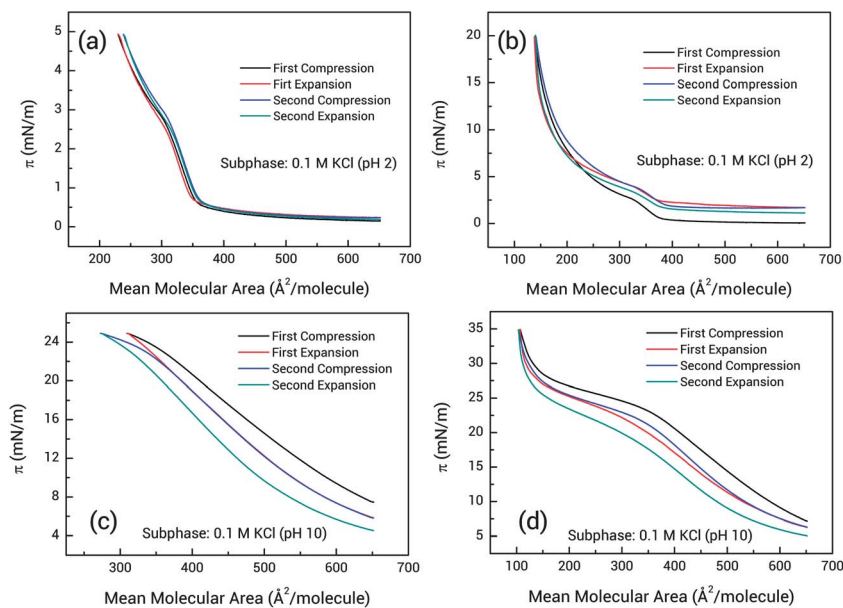 (a)
First Compression
Firt Expansion
Second Compression
Second Expansion
Subphase: 0.1 M KCl (pH 2)
π (mN/m)
5
4
3
2
1
0
200 300 400 500 600 700
Mean Molecular Area (Å²/molecule)
(b)
First Compression
First Expansion
Second Compression
Second Expansion
Subphase: 0.1 M KCl (pH 2)
π (mN/m)
20
15
10
5
0
100 200 300 400 500 600 700
Mean Molecular Area (Å²/molecule)
First Compression
First Expansion
Second Compression
Second Expansion
(c)
Subphase: 0.1 M KCl (pH 10)
π (mN/m)
24
20
16
12
8
4
300 400 500 600 700
Mean Molecular Area (Å²/molecule)
First Compression
First Expansion
Second Compression
Second Expansion
(d)
Subphase: 0.1 M KCl (pH 10)
π (mN/m)
35
30
25
20
15
10
5
100 200 300 400 500 600 700
Mean Molecular Area (Å²/molecule)